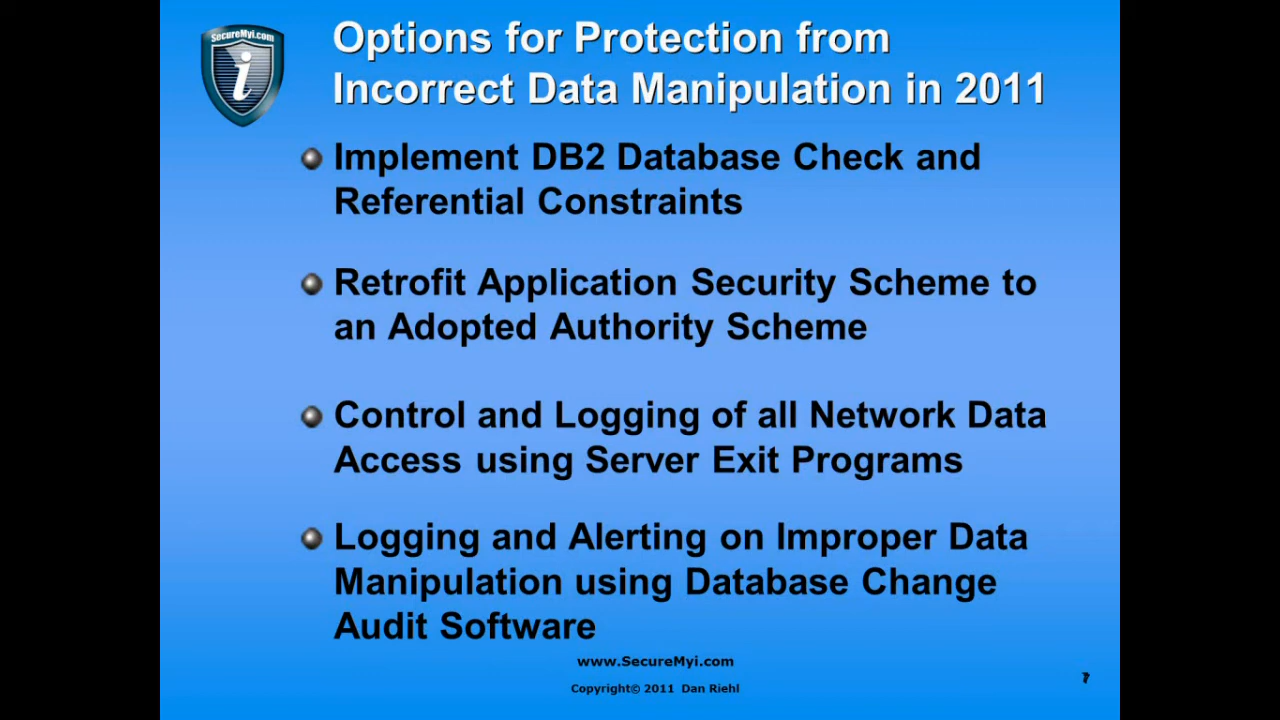 SecureMyi.com
i
Options for Protection from
Incorrect Data Manipulation in 2011
Implement DB2 Database Check and
Referential Constraints
Retrofit Application Security Scheme to
an Adopted Authority Scheme
Control and Logging of all Network Data
Access using Server Exit Programs
Logging and Alerting on Improper Data
Manipulation using Database Change
Audit Software
www.SecureMyi.com
Copyright© 2011 Dan Riehl